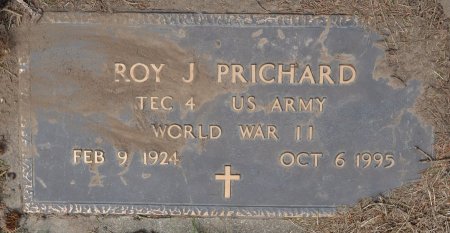 ROY J PRICHARD
TEC 4 US ARMY
WORLD WAR II
FEB 9 1924 OCT 6 1995